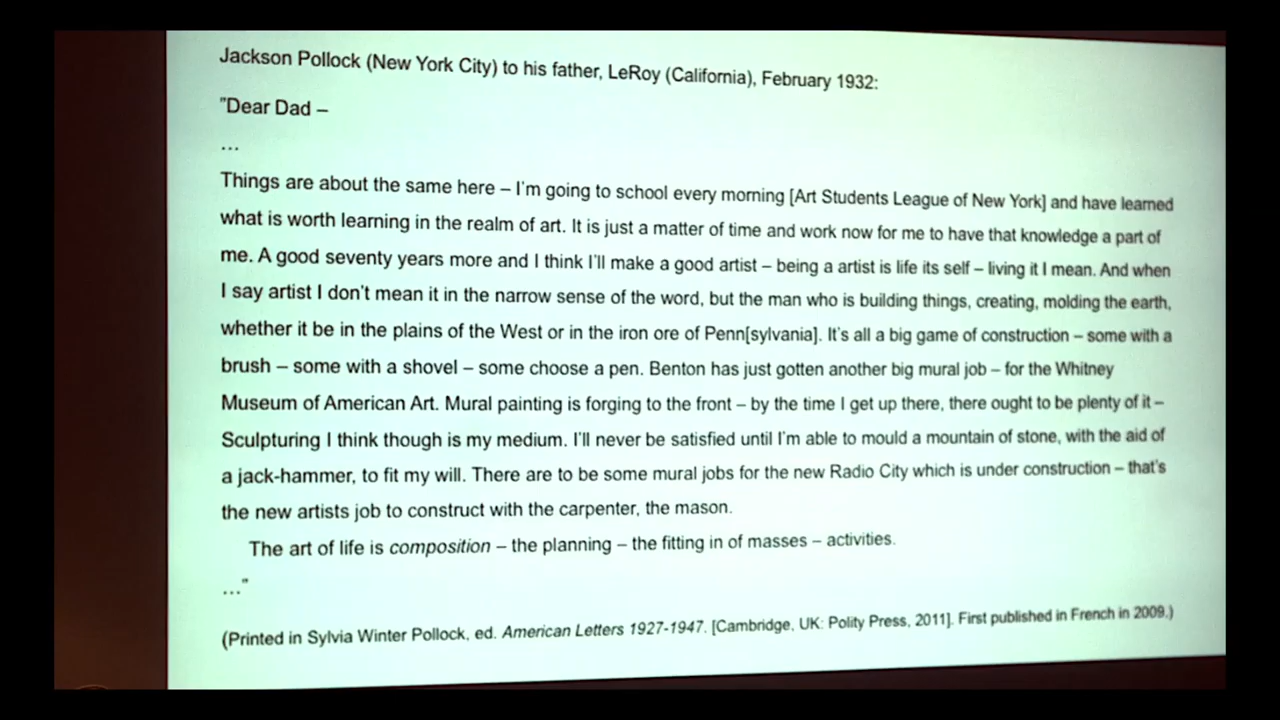 Jackson Pollock (New York City) to his father, LeRoy (California), February 1932:
"Dear Dad –
...
Things are about the same here – I'm going to school every morning [Art Students League of New York] and have learned
what is worth learning in the realm of art. It is just a matter of time and work now for me to have that knowledge a part of
me. A good seventy years more and I think I'll make a good artist – being a artist is life its self – living it I mean. And when
I say artist I don't mean it in the narrow sense of the word, but the man who is building things, creating, molding the earth,
whether it be in the plains of the West or in the iron ore of Penn[sylvania]. It's all a big game of construction – some with a
brush – some with a shovel – some choose a pen. Benton has just gotten another big mural job – for the Whitney
Museum of American Art. Mural painting is forging to the front – by the time I get up there, there ought to be plenty of it –
Sculpturing I think though is my medium. I'll never be satisfied until I'm able to mould a mountain of stone, with the aid of
a jack-hammer, to fit my will. There are to be some mural jobs for the new Radio City which is under construction – that's
the new artists job to construct with the carpenter, the mason.
The art of life is composition – the planning – the fitting in of masses – activities.
..."
(Printed in Sylvia Winter Pollock, ed. American Letters 1927-1947. [Cambridge, UK: Polity Press, 2011]. First published in French in 2009.)